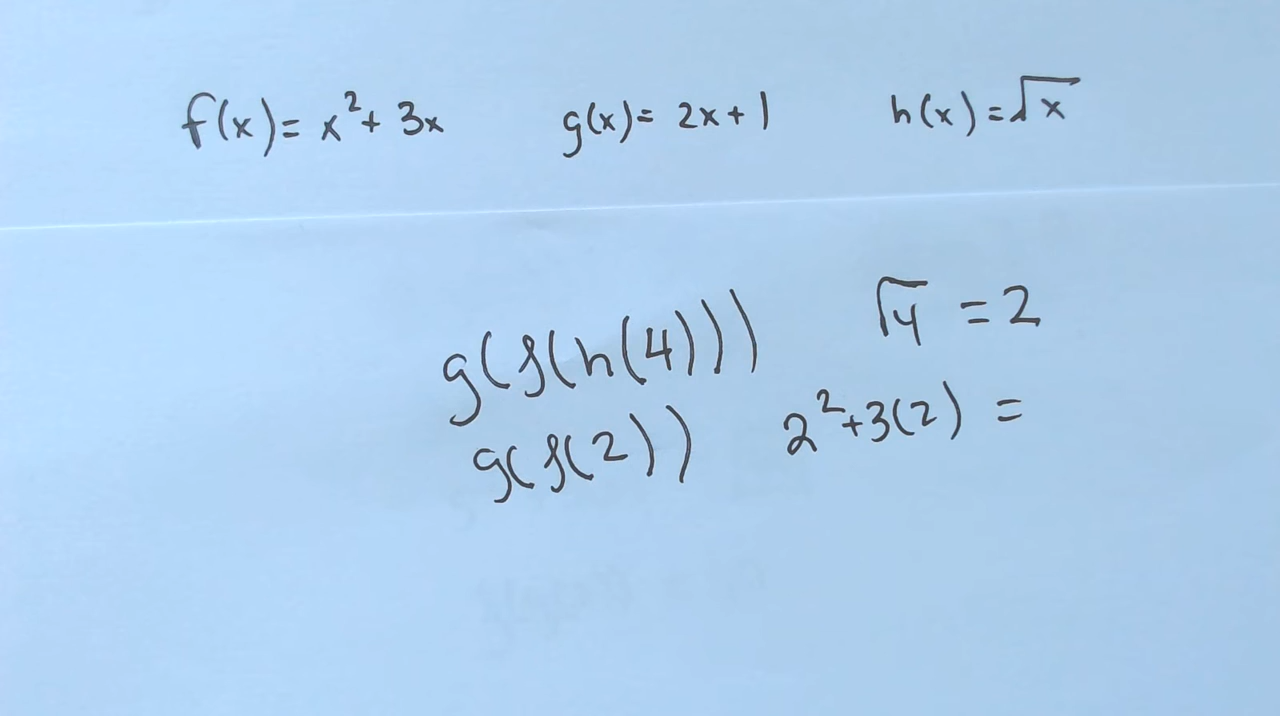 f(x) = x² + 3x g(x) = 2x + 1 h(x) = √x
g(f(h(4))) √4 = 2
g(f(2)) 2² + 3(2) =